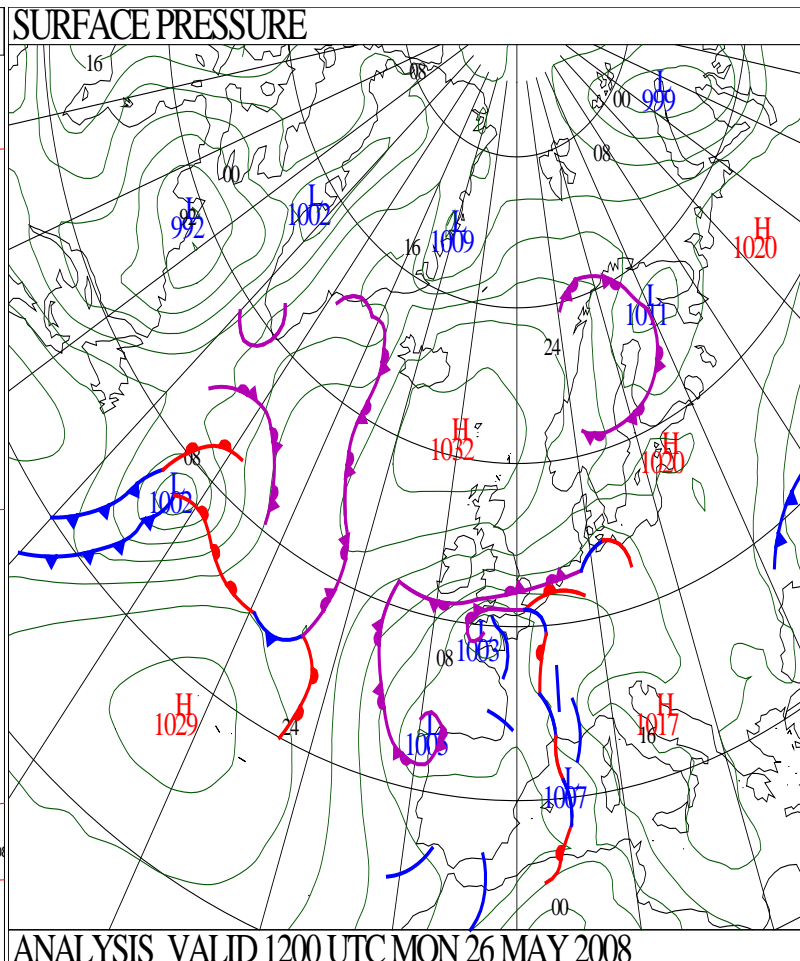 SURFACE PRESSURE
16
08
L
999
00
08
00
L
992
L
1002
L
1009
16
H
1020
L
1011
24
H
1032
H
1020
08
L
1002
L
1003
08
H
1029
24
L
1005
H
1017
16
L
1007
00
ANALYSIS VALID 1200 UTC MON 26 MAY 2008